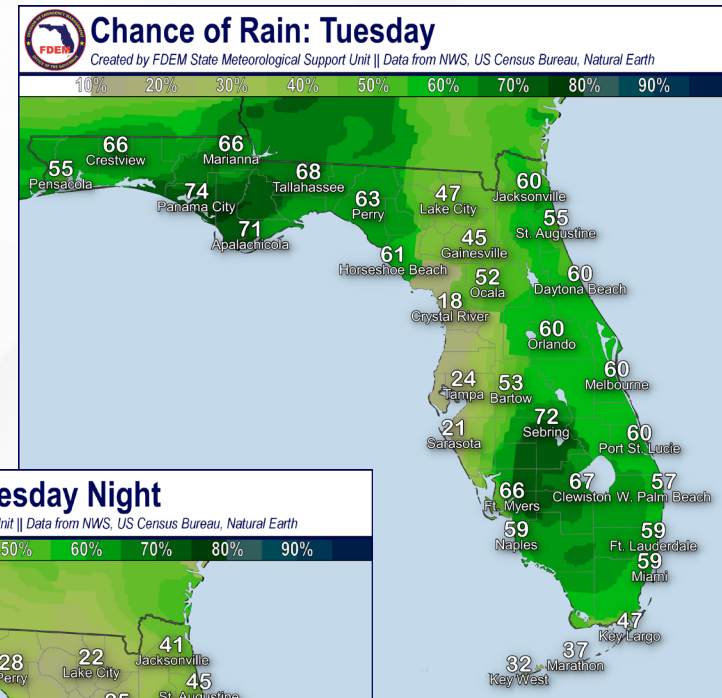 FDEM
Chance of Rain: Tuesday
Created by FDEM State Meteorological Support Unit || Data from NWS, US Census Bureau, Natural Earth
10% 20% 30% 40% 50% 60% 70% 80% 90%
66
Crestview
66
Marianna
55
Pensacola
68
Tallahassee
74
Panama City
63
Perry
47
Lake City
60
Jacksonville
71
Apalachicola
55
St. Augustine
45
Gainesville
61
Horseshoe Beach
52
Ocala
60
Daytona Beach
18
Crystal River
60
Orlando
24
Tampa
53
Bartow
60
Melbourne
72
Sebring
21
Sarasota
60
Port St. Lucie
66
Ft. Myers
67
Clewiston
57
W. Palm Beach
59
Naples
59
Ft. Lauderdale
59
Miami
47
Key Largo
37
Marathon
32
Key West
esday Night
nit || Data from NWS, US Census Bureau, Natural Earth
50% 60% 70% 80% 90%
28
Perry
22
Lake City
41
Jacksonville
45
St. Augustine